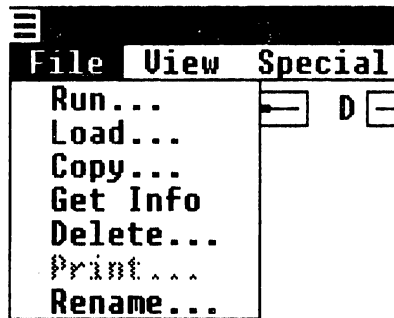 File View Special
Run...
D
Load...
Copy...
Get Info
Delete...
Print...
Rename...